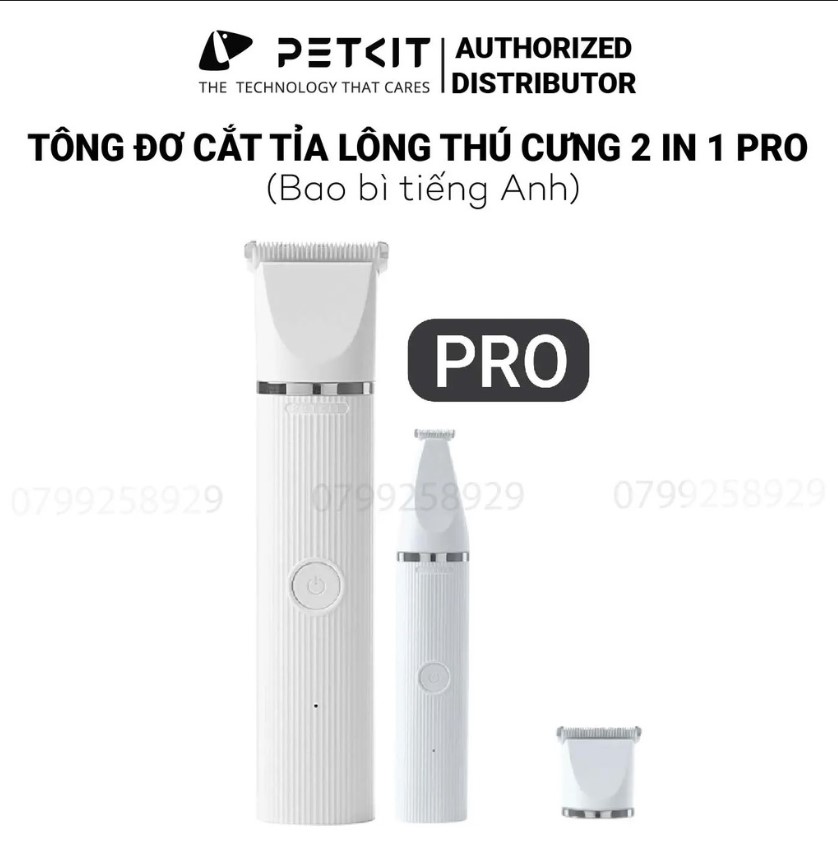 PETKIT
THE TECHNOLOGY THAT CARES
AUTHORIZED
DISTRIBUTOR
TÔNG ĐƠ CẮT TỈA LÔNG THÚ CƯNG 2 IN 1 PRO
(Bao bì tiếng Anh)
PRO
0799258929 0799258929 0799258929